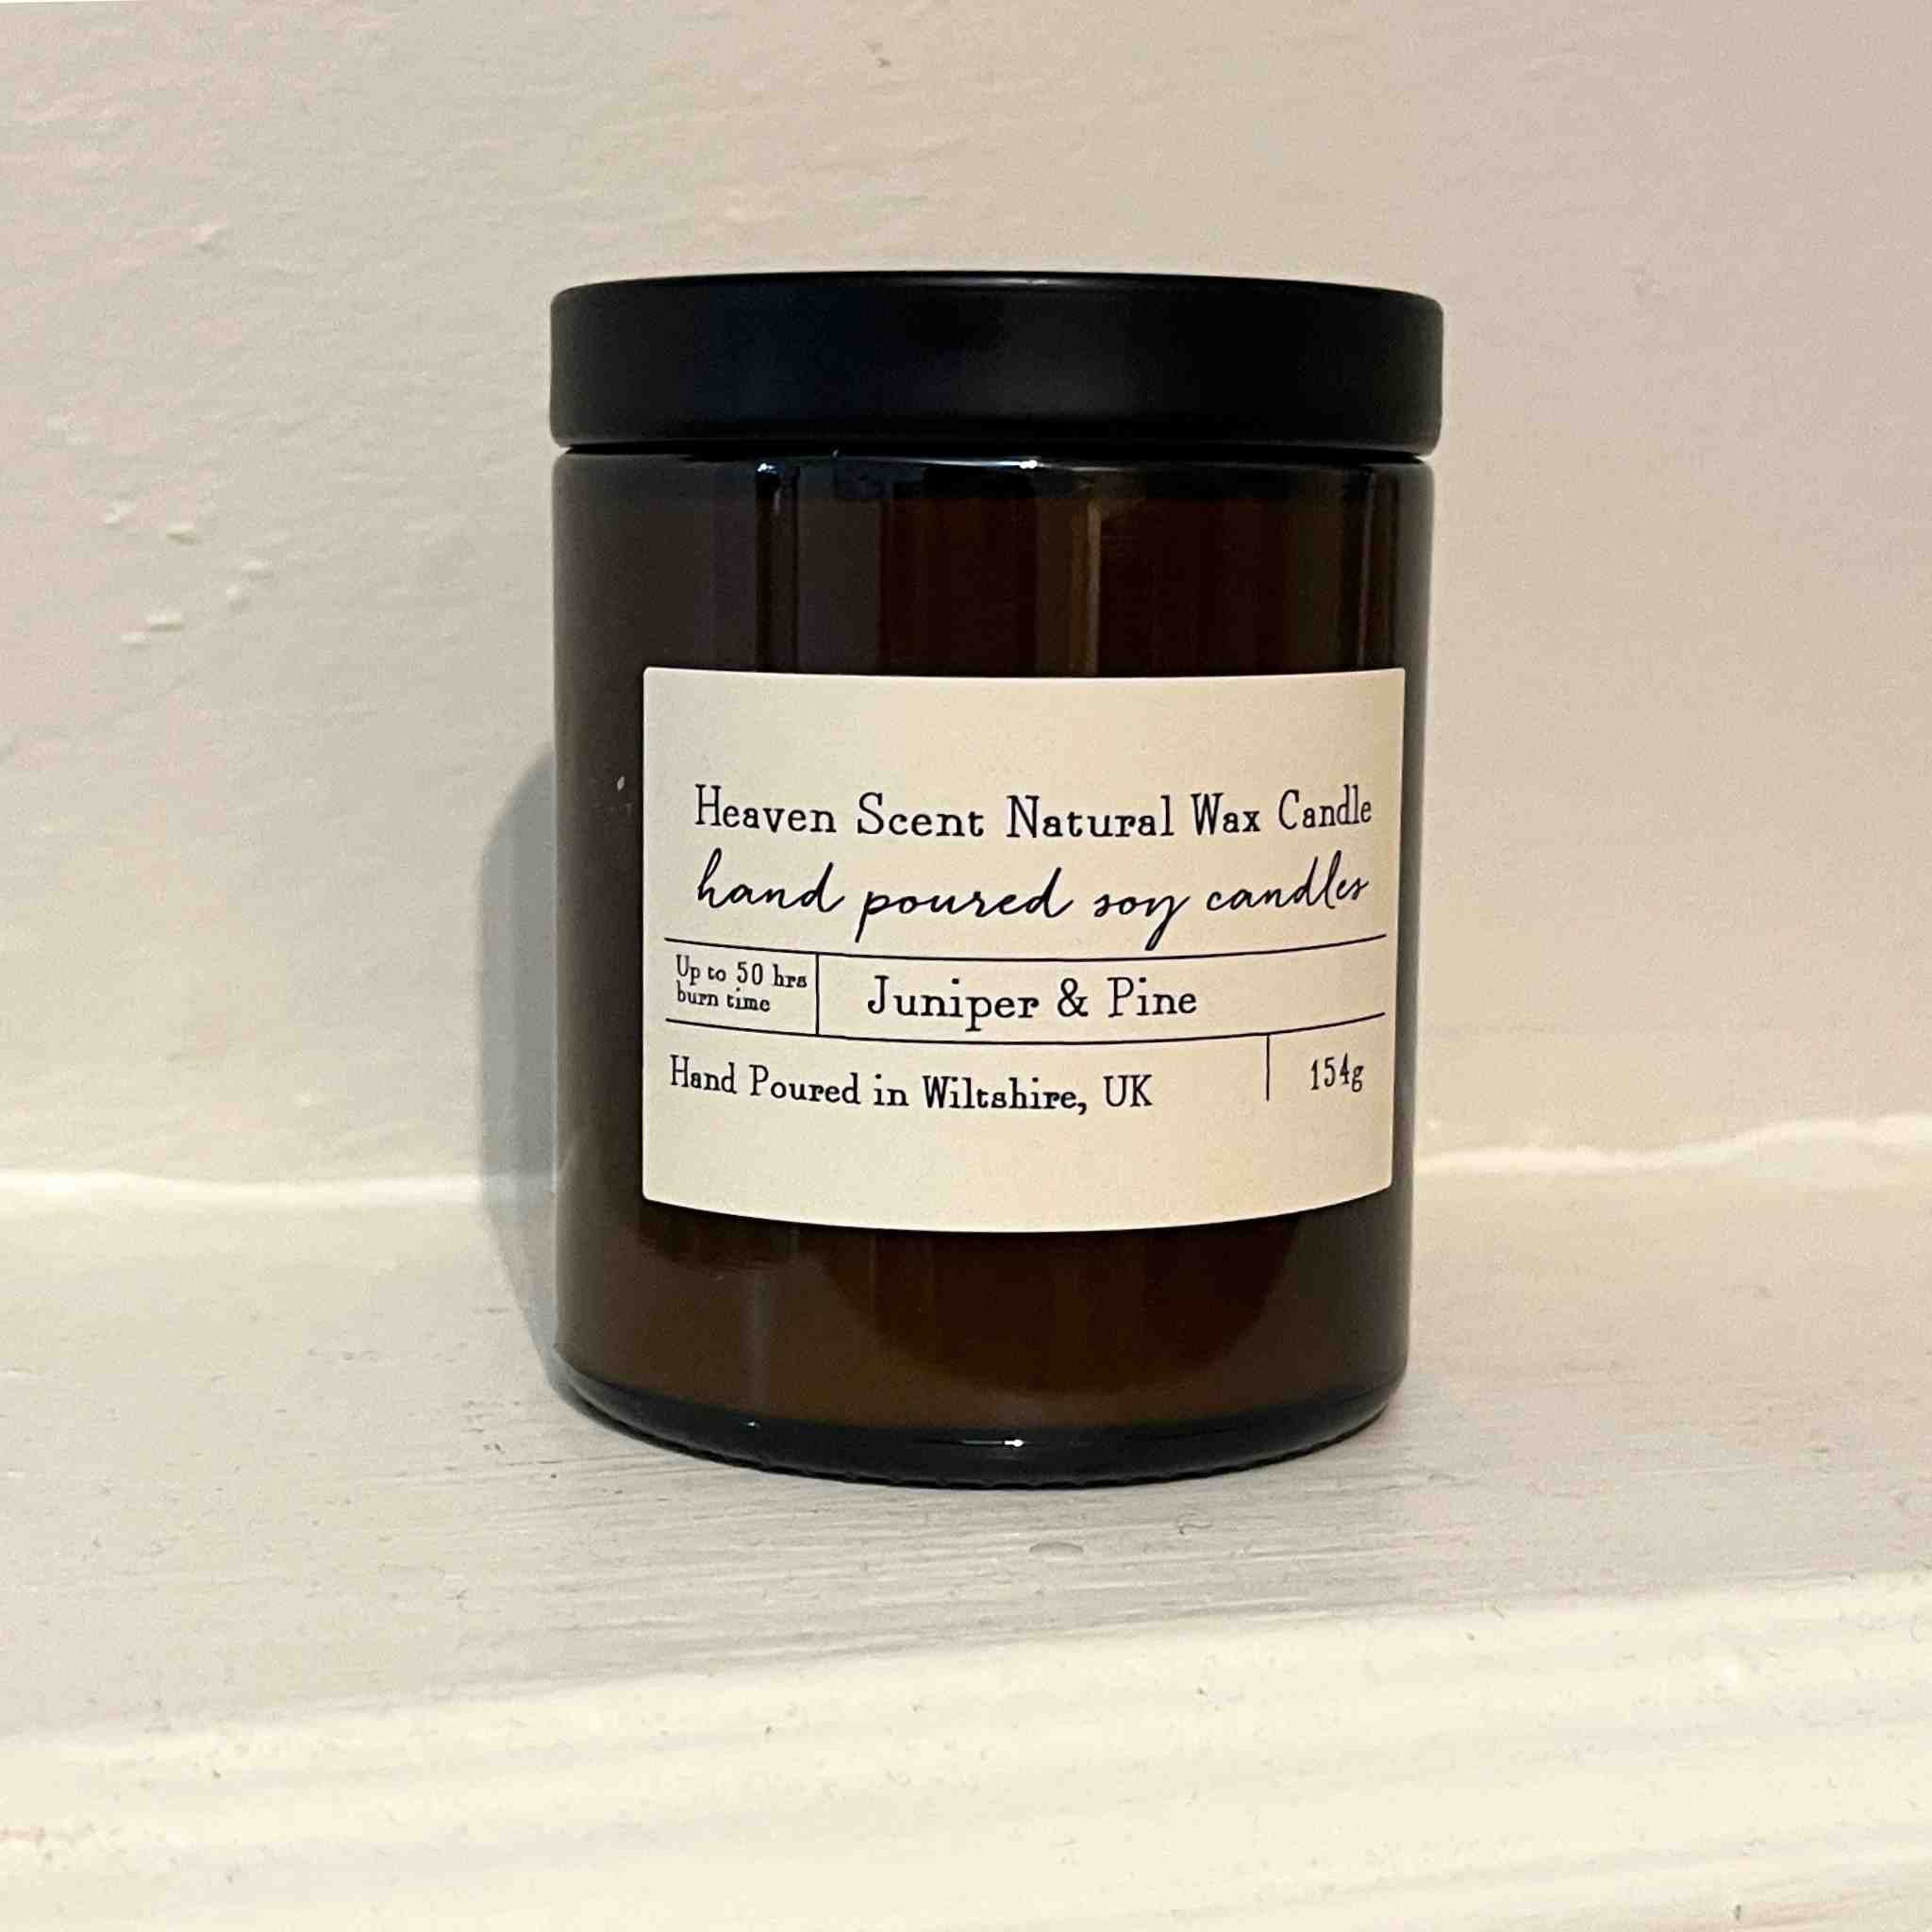 Heaven Scent Natural Wax Candle
hand poured soy candles
Up to 50 hrs
burn time
Juniper & Pine
Hand Poured in Wiltshire, UK
154g